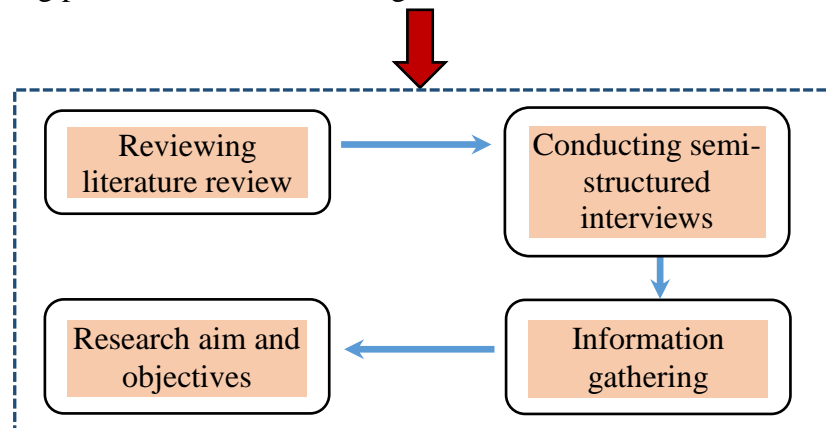 Reviewing
literature review
Conducting semi-
structured
interviews
Information
gathering
Research aim and
objectives